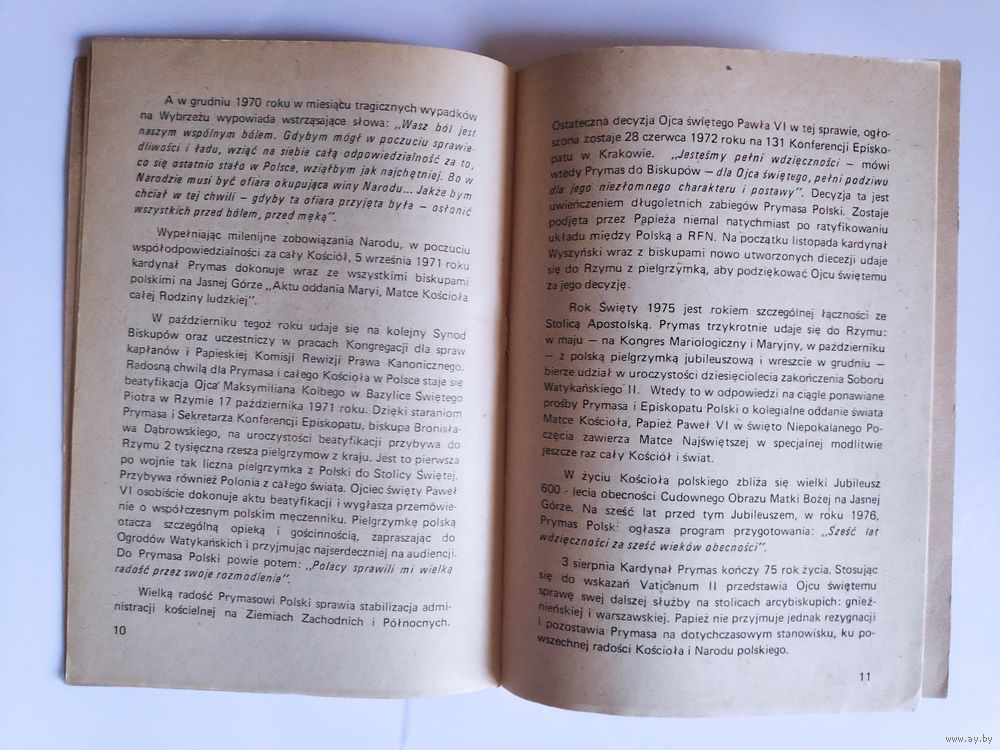 A w grudniu 1970 roku w miesiącu tragicznych wypadków
na Wybrzeżu wypowiada wstrząsające słowa: „Wasz ból jest
naszym wspólnym bólem. Gdybym mógł w poczuciu sprawie-
dliwości i ładu, wziąć na siebie całą odpowiedzialność za to,
co się ostatnio stało w Polsce, wziąłbym jak najchętniej. Bo w
Narodzie musi być ofiara okupująca winy Narodu... Jakże bym
chciał w tej chwili – gdyby ta ofiara przyjęta była – osłonić
wszystkich przed bólem, przed męką”.
Wypełniając milenijne zobowiązania Narodu, w poczuciu
współodpowiedzialności za cały Kościół, 5 września 1971 roku
kardynał Prymas dokonuje wraz ze wszystkimi biskupami
polskimi na Jasnej Górze „Aktu oddania Maryi, Matce Kościoła
całej Rodziny ludzkiej”.
W październiku tegoż roku udaje się na kolejny Synod
Biskupów oraz uczestniczy w pracach Kongregacji dla spraw
kapłanów i Papieskiej Komisji Rewizji Prawa Kanonicznego.
Radosną chwilą dla Prymasa i całego Kościoła w Polsce staje się
beatyfikacja Ojca Maksymiliana Kolbego w Bazylice Świętego
Piotra w Rzymie 17 października 1971 roku. Dzięki staraniom
Prymasa i Sekretarza Konferencji Episkopatu, biskupa Bronisła-
wa Dąbrowskiego, na uroczystości beatyfikacji przybywa do
Rzymu 2 tysięczna rzesza pielgrzymów z kraju. Jest to pierwsza
po wojnie tak liczna pielgrzymka z Polski do Stolicy Świętej.
Przybywa również Polonia z całego świata. Ojciec święty Paweł
VI osobiście dokonuje aktu beatyfikacji i wygłasza przemówie-
nie o współczesnym polskim męczenniku. Pielgrzymkę polską
otacza szczególną opieką i gościnnością, zapraszając do
Ogrodów Watykańskich i przyjmując najserdeczniej na audiencji.
Do Prymasa Polski powie potem: „Polacy sprawili mi wielką
radość przez swoje rozmodlenia”.
Wielką radość Prymasowi Polski sprawia stabilizacja admi-
nistracji kościelnej na Ziemiach Zachodnich i Północnych.
10
Ostateczna decyzja Ojca świętego Pawła VI w tej sprawie, ogło-
szona zostaje 28 czerwca 1972 roku na 131 Konferencji Episko-
patu w Krakowie. „Jesteśmy pełni wdzięczności – mówi
wtedy Prymas do Biskupów – dla Ojca świętego, pełni podziwu
dla jego niezłomnego charakteru i postawy”. Decyzja ta jest
uwieńczeniem długoletnich zabiegów Prymasa Polski. Zostaje
podjęta przez Papieża niemal natychmiast po ratyfikowaniu
układu między Polską a RFN. Na początku listopada kardynał
Wyszyński wraz z biskupami nowo utworzonych diecezji udaje
się do Rzymu z pielgrzymką, aby podziękować Ojcu świętemu
za jego decyzję.
Rok Święty 1975 jest rokiem szczególnej łączności ze
Stolicą Apostolską. Prymas trzykrotnie udaje się do Rzymu:
w maju – na Kongres Mariologiczny i Maryjny, w październiku
– z polską pielgrzymką jubileuszową i wreszcie w grudniu –
bierze udział w uroczystości dziesięciolecia zakończenia Soboru
Watykańskiego II. Wtedy to w odpowiedzi na ciągle ponawiane
prośby Prymasa i Episkopatu Polski o kolegialne oddanie świata
Matce Kościoła, Papież Paweł VI w święto Niepokalanego Po-
częcia zawierza Matce Najświętszej w specjalnej modlitwie
jeszcze raz cały Kościół i świat.
W życiu Kościoła polskiego zbliża się wielki Jubileusz
600 - lecia obecności Cudownego Obrazu Matki Bożej na Jasnej
Górze. Na sześć lat przed tym Jubileuszem, w roku 1976,
Prymas Polski ogłasza program przygotowania: „Sześć lat
wdzięczności za sześć wieków obecności”.
3 sierpnia Kardynał Prymas kończy 75 rok życia. Stosując
się do wskazań Vaticanum II przedstawia Ojcu świętemu
sprawę swej dalszej służby na stolicach arcybiskupich: gnieź-
nieńskiej i warszawskiej. Papież nie przyjmuje jednak rezygnacji
i pozostawia Prymasa na dotychczasowym stanowisku, ku po-
wszechnej radości Kościoła i Narodu polskiego.
11
www.ay.by